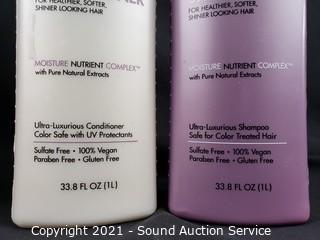 FOR HEALTHIER, SOFTER,
SHINIER LOOKING HAIR
MOISTURE NUTRIENT COMPLEX™
with Pure Natural Extracts
Ultra-Luxurious Conditioner
Color Safe with UV Protectants
Sulfate Free • 100% Vegan
Paraben Free • Gluten Free
33.8 FL OZ (1L)
FOR HEALTHIER, SOFTER,
SHINIER LOOKING HAIR
MOISTURE NUTRIENT COMPLEX™
with Pure Natural Extracts
Ultra-Luxurious Shampoo
Safe for Color Treated Hair
Sulfate Free • 100% Vegan
Paraben Free • Gluten Free
33.8 FL OZ (1L)
Copyright 2021 - Sound Auction Service